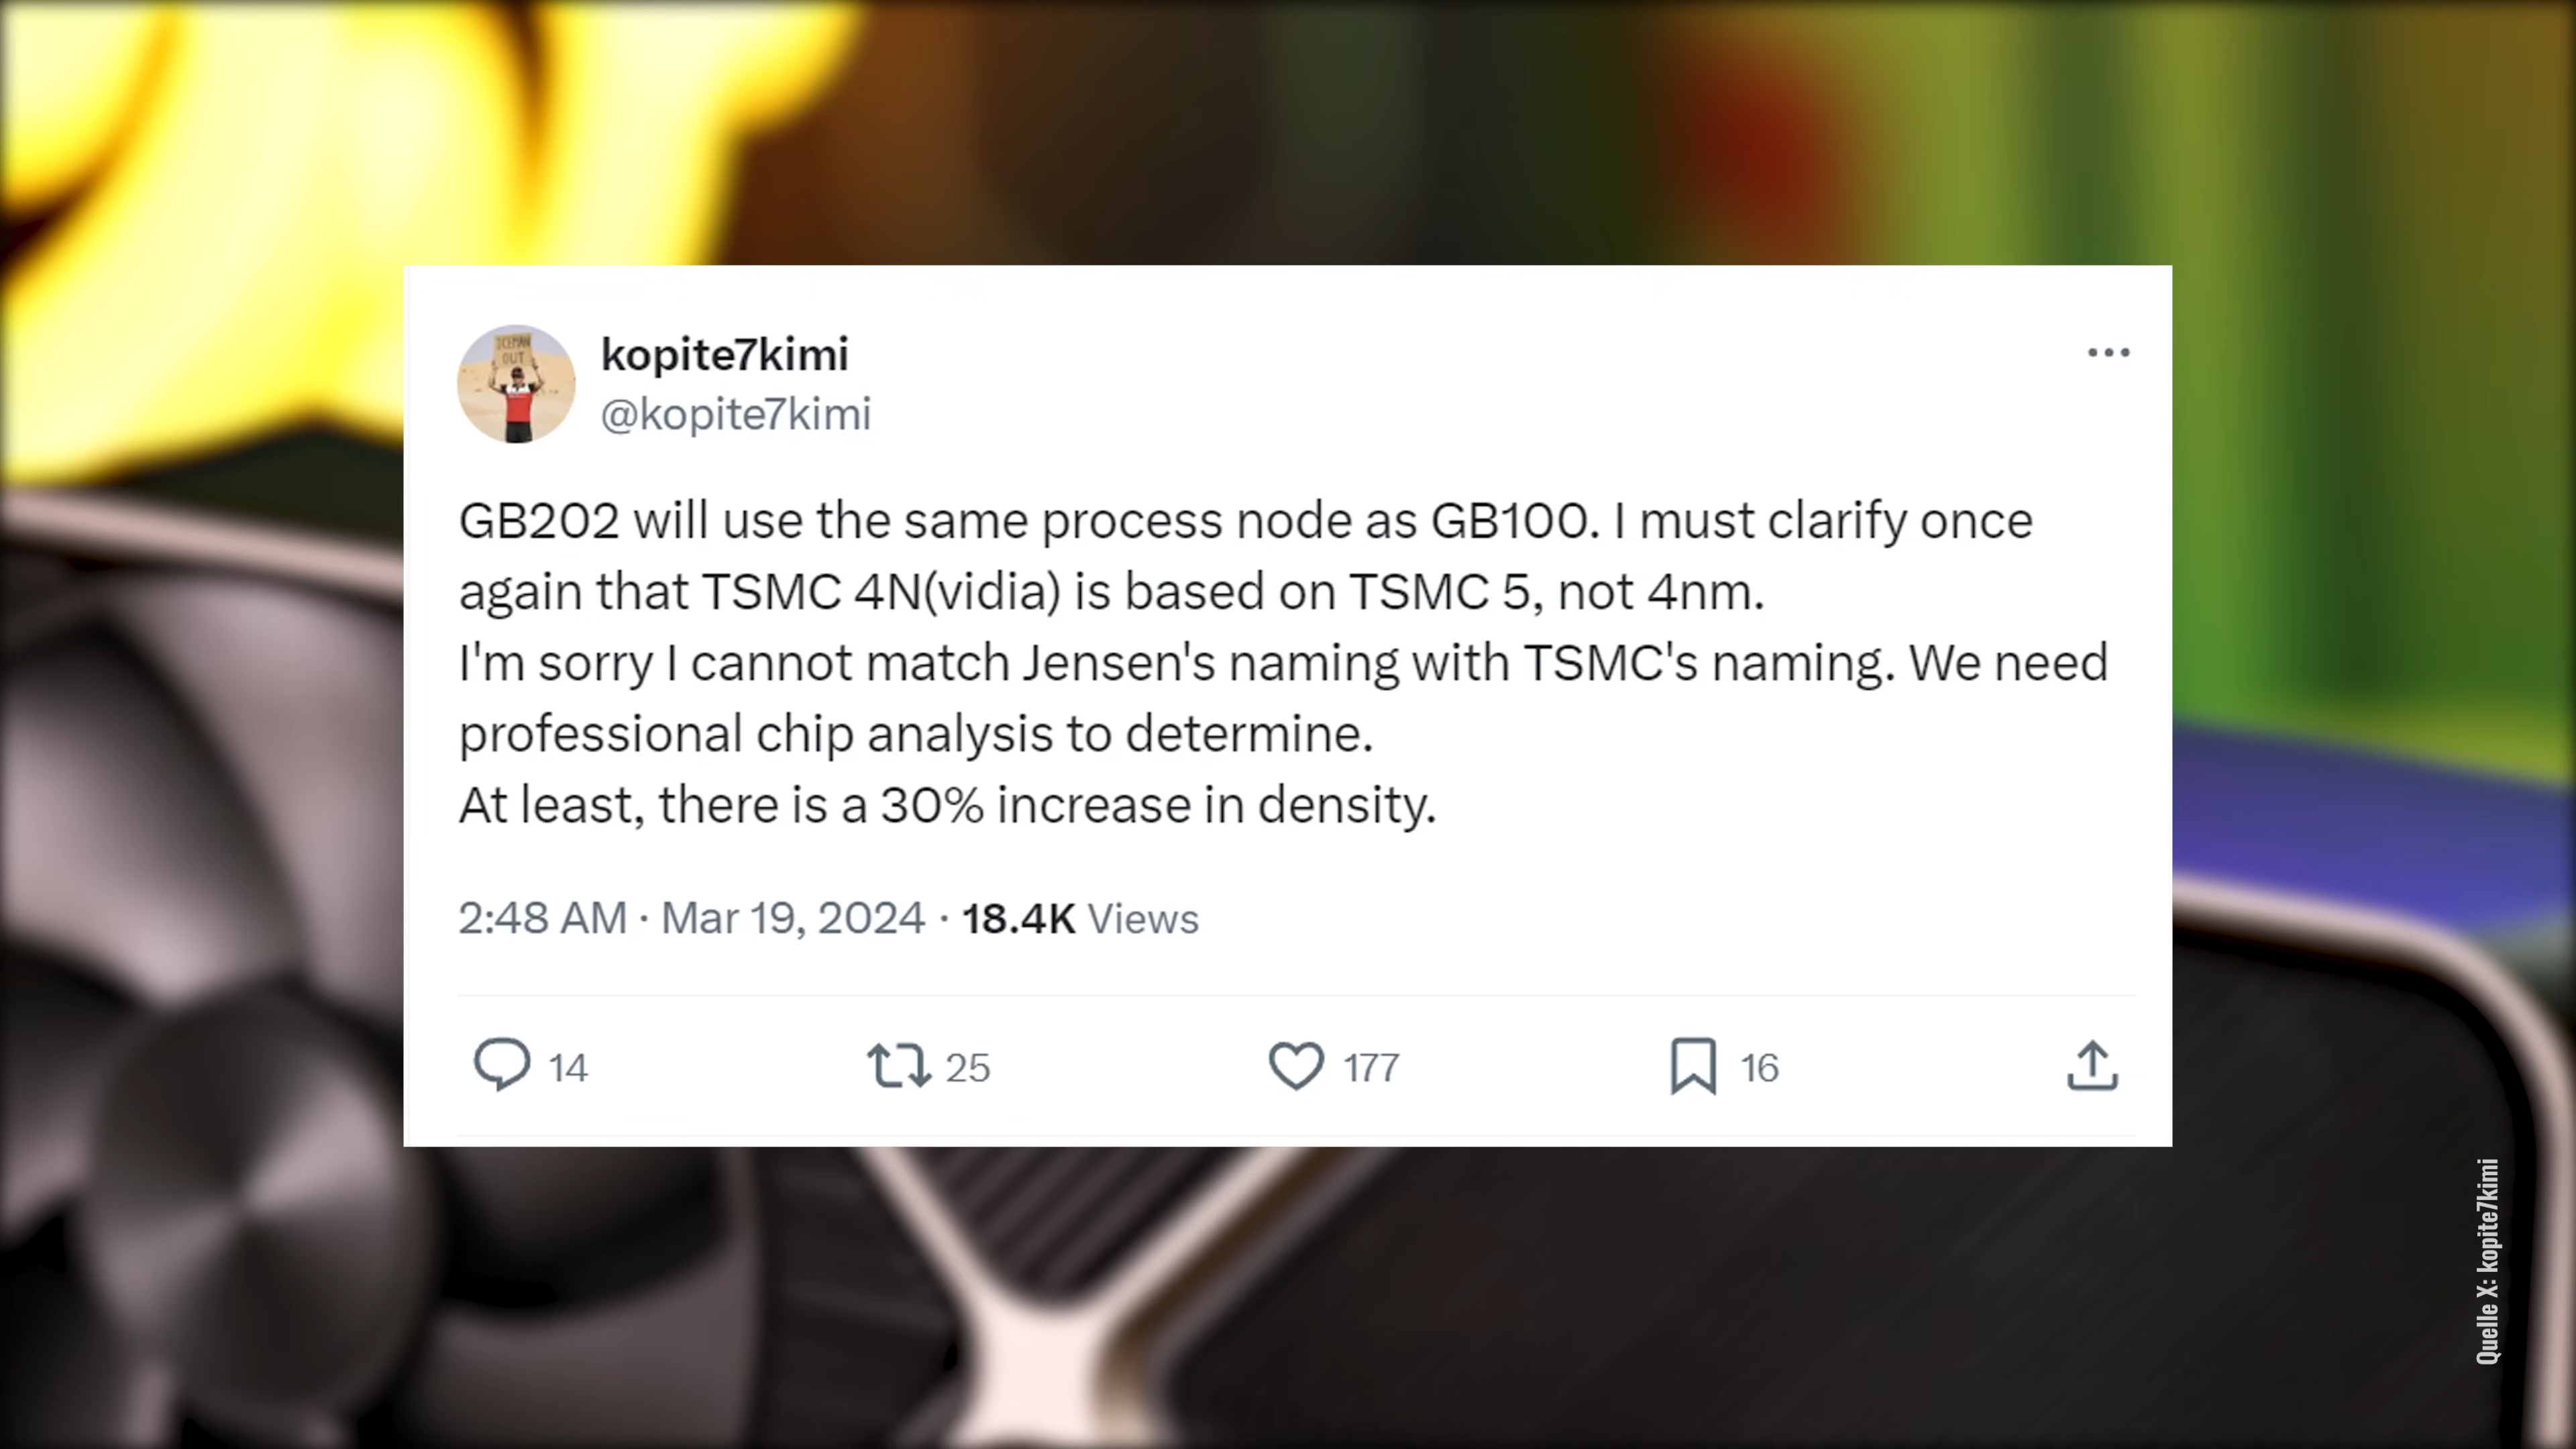 ICEMAN
OUT
kopite7kimi
@kopite7kimi
GB202 will use the same process node as GB100. I must clarify once
again that TSMC 4N(vidia) is based on TSMC 5, not 4nm.
I'm sorry I cannot match Jensen's naming with TSMC's naming. We need
professional chip analysis to determine.
At least, there is a 30% increase in density.
2:48 AM · Mar 19, 2024 · 18.4K Views
14 25 177 16
Quelle X: kopite7kimi